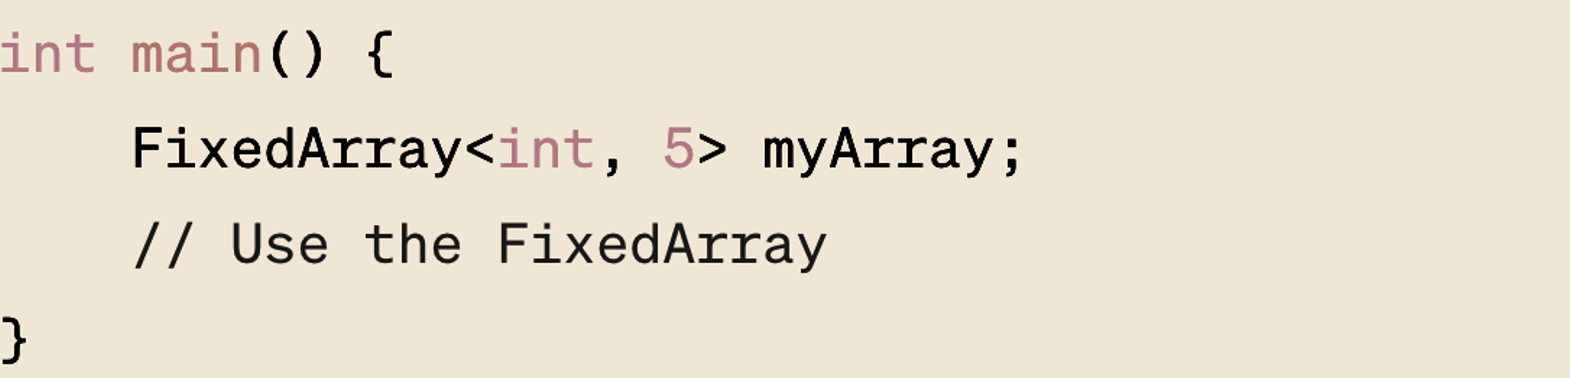 int main() {
    FixedArray<int, 5> myArray;
    // Use the FixedArray
}